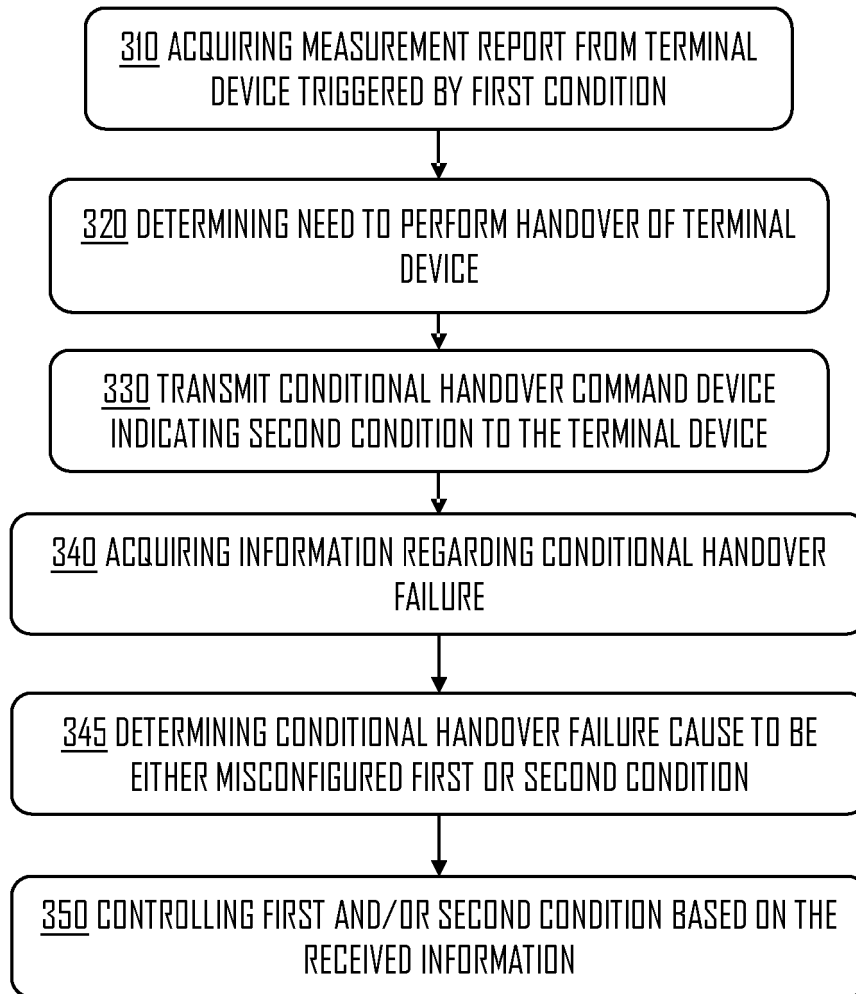 310 ACQUIRING MEASUREMENT REPORT FROM TERMINAL
DEVICE TRIGGERED BY FIRST CONDITION
320 DETERMINING NEED TO PERFORM HANDOVER OF TERMINAL
DEVICE
330 TRANSMIT CONDITIONAL HANDOVER COMMAND DEVICE
INDICATING SECOND CONDITION TO THE TERMINAL DEVICE
340 ACQUIRING INFORMATION REGARDING CONDITIONAL HANDOVER
FAILURE
345 DETERMINING CONDITIONAL HANDOVER FAILURE CAUSE TO BE
EITHER MISCONFIGURED FIRST OR SECOND CONDITION
350 CONTROLLING FIRST AND/OR SECOND CONDITION BASED ON THE
RECEIVED INFORMATION